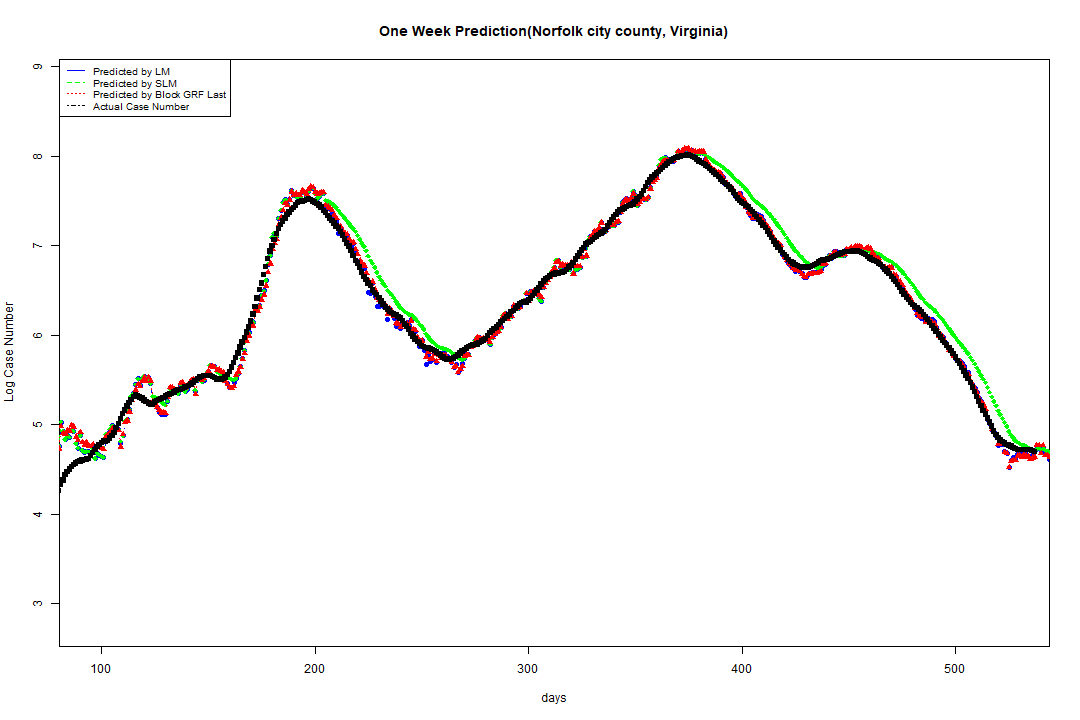 One Week Prediction(Norfolk city county, Virginia)
Predicted by LM
Predicted by SLM
Predicted by Block GRF Last
Actual Case Number
9
8
7
6
5
4
3
Log Case Number
100 200 300 400 500
days